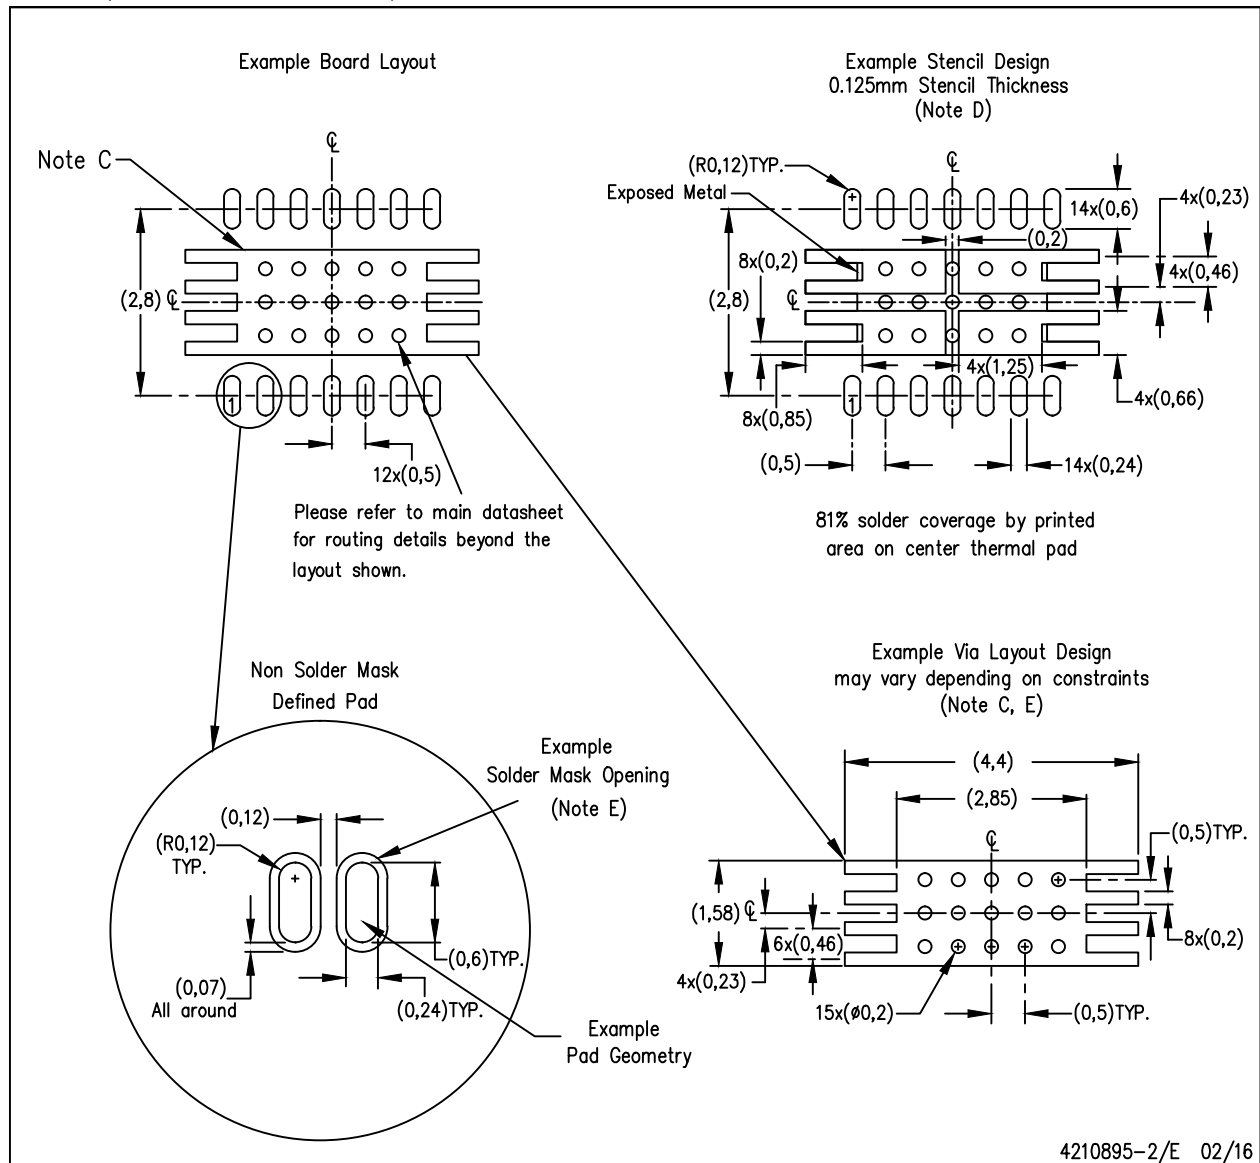 Example Board Layout
Note C
℄
(2,8)
℄
1
12x(0,5)
Please refer to main datasheet
for routing details beyond the
layout shown.
Example Stencil Design
0.125mm Stencil Thickness
(Note D)
℄
(R0,12)TYP.
Exposed Metal
4x(0,23)
14x(0,6)
(0,2)
8x(0,2)
4x(0,46)
(2,8)
℄
4x(1,25)
4x(0,66)
8x(0,85)
1
(0,5)
14x(0,24)
81% solder coverage by printed
area on center thermal pad
Non Solder Mask
Defined Pad
Example
Solder Mask Opening
(Note E)
(0,12)
(R0,12)
TYP.
(0,6)TYP.
(0,07)
All around
(0,24)TYP.
Example
Pad Geometry
Example Via Layout Design
may vary depending on constraints
(Note C, E)
(4,4)
(2,85)
℄
(0,5)TYP.
(1,58)
℄
6x(0,46)
8x(0,2)
4x(0,23)
15x(ø0,2)
(0,5)TYP.
4210895-2/E 02/16